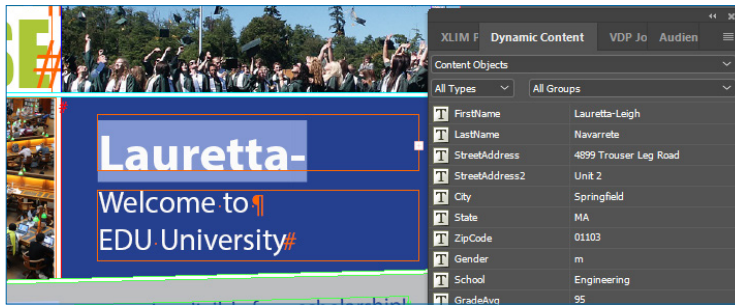 SE#
Lauretta-
Welcome to¶
EDU University#
XLIM F Dynamic Content VDP Jo Audien
Content Objects
All Types All Groups
T FirstName Lauretta-Leigh
T LastName Navarrete
T StreetAddress 4899 Trouser Leg Road
T StreetAddress2 Unit 2
T City Springfield
T State MA
T ZipCode 01103
T Gender m
T School Engineering
T GradeAvg 95